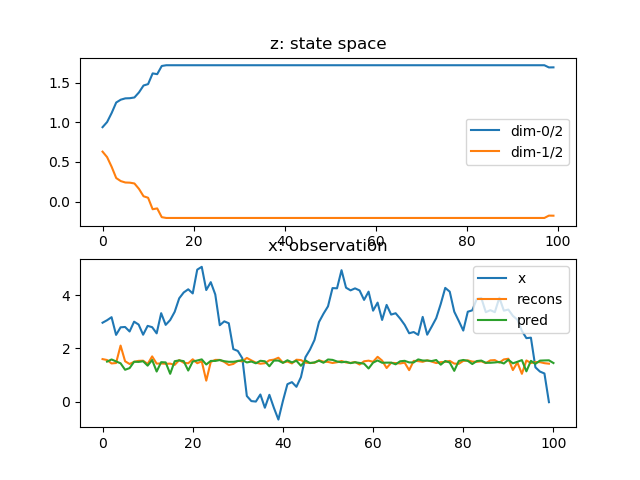 z: state space
1.5
1.0
0.5
0.0
dim-0/2
dim-1/2
0 20 40 60 80 100
x: observation
4
2
0
x
recons
pred
0 20 40 60 80 100